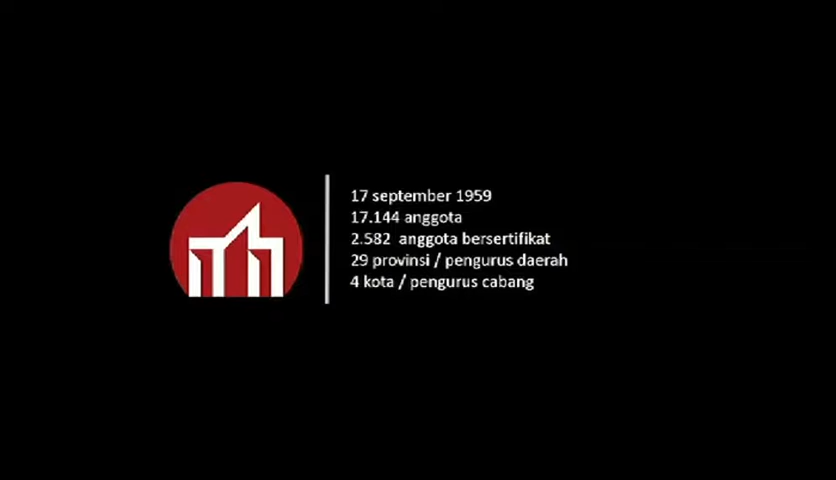 17 september 1959
17.144 anggota
2.582 anggota bersertifikat
29 provinsi / pengurus daerah
4 kota / pengurus cabang